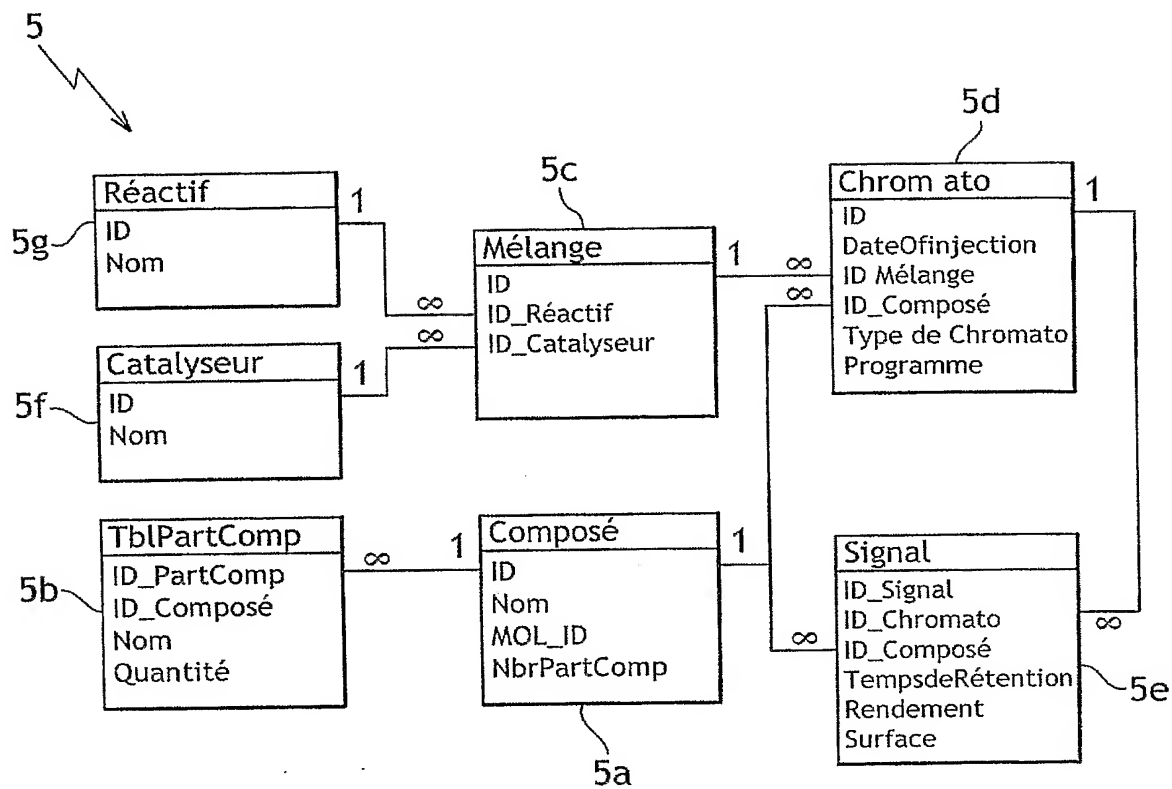 5
5d
5c
Réactif
ID
Nom
5g
1
∞
Mélange
ID
ID_Réactif
ID_Catalyseur
∞
1
∞
∞
Chrom ato
ID
DateOfinjection
ID Mélange
ID_Composé
Type de Chromato
Programme
1
Catalyseur
ID
Nom
5f
1
TblPartComp
ID_PartComp
ID_Composé
Nom
Quantité
5b
∞
1
Composé
ID
Nom
MOL_ID
NbrPartComp
1
5a
∞
Signal
ID_Signal
ID_Chromato
ID_Composé
TempsdeRétention
Rendement
Surface
∞
5e